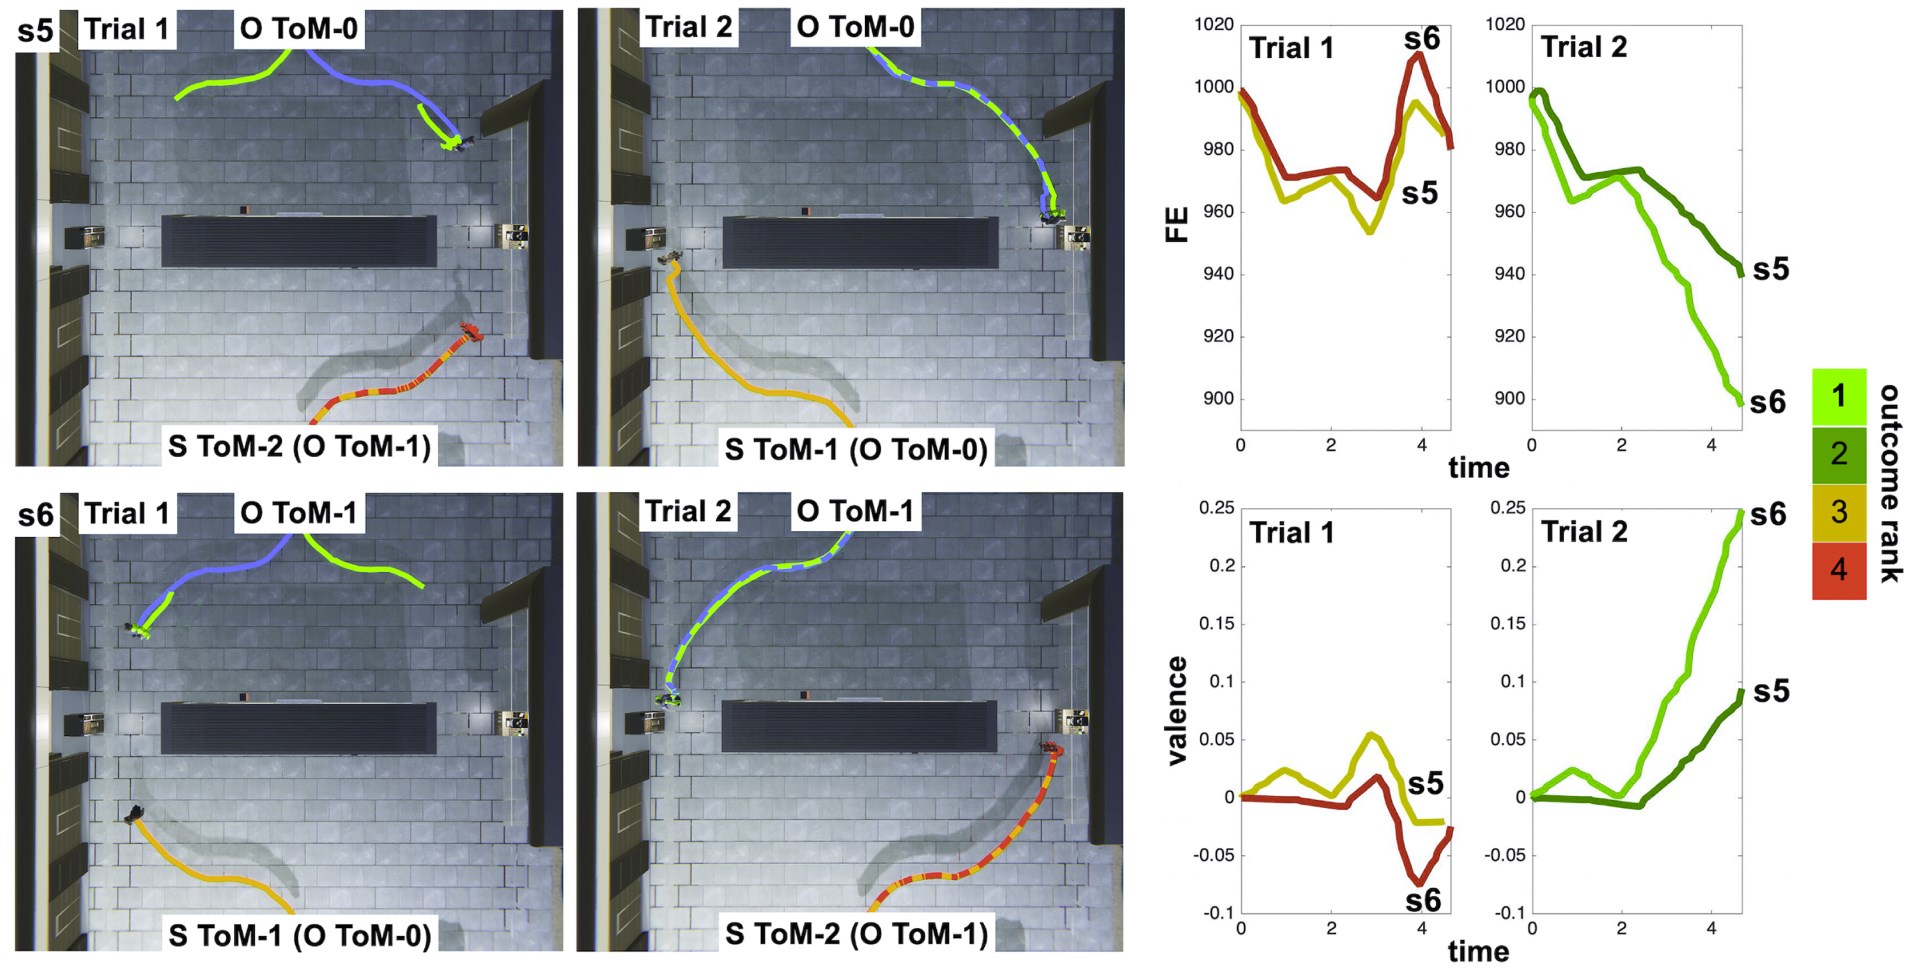 s5 Trial 1 O ToM-0
S ToM-2 (O ToM-1)
Trial 2 O ToM-0
S ToM-1 (O ToM-0)
s6 Trial 1 O ToM-1
S ToM-1 (O ToM-0)
Trial 2 O ToM-1
S ToM-2 (O ToM-1)
FE
1020
1000
980
960
940
920
900
Trial 1
s6
s5
0 2 4
1020
1000
980
960
940
920
900
Trial 2
s5
s6
0 2 4
time
valence
0.25
0.2
0.15
0.1
0.05
0
-0.05
-0.1
Trial 1
s5
s6
0 2 4
0.25
0.2
0.15
0.1
0.05
0
-0.05
-0.1
Trial 2
s6
s5
0 2 4
time
1
2
3
4
outcome rank